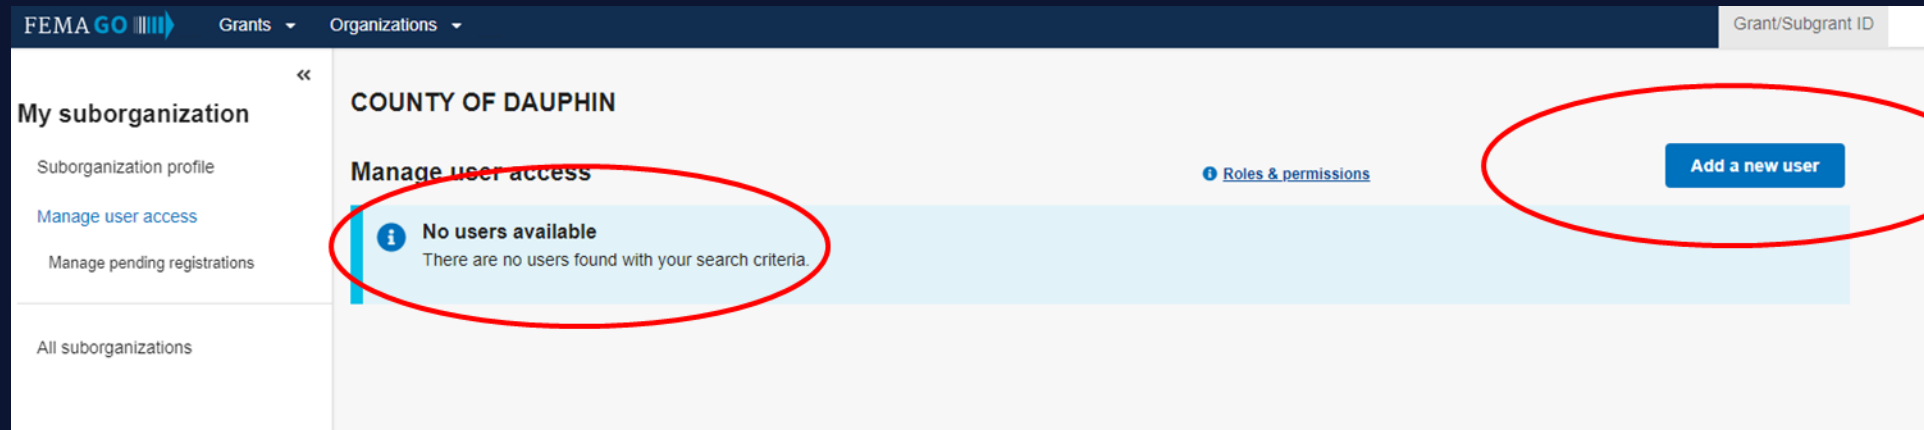 FEMA GO Grants Organizations Grant/Subgrant ID
«
My suborganization
Suborganization profile
Manage user access
Manage pending registrations
All suborganizations
COUNTY OF DAUPHIN
Manage user access Roles & permissions Add a new user
No users available
There are no users found with your search criteria.